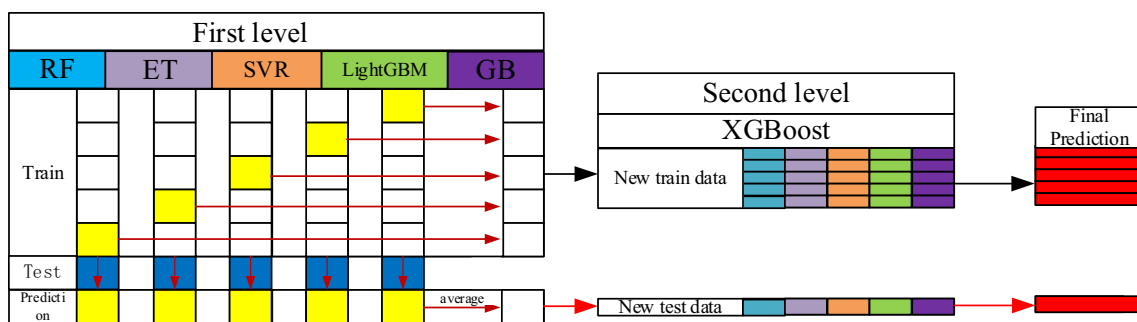 First level
RF ET SVR LightGBM GB
Train
Test
Predicti
on
average
Second level
XGBoost
New train data
New test data
Final
Prediction